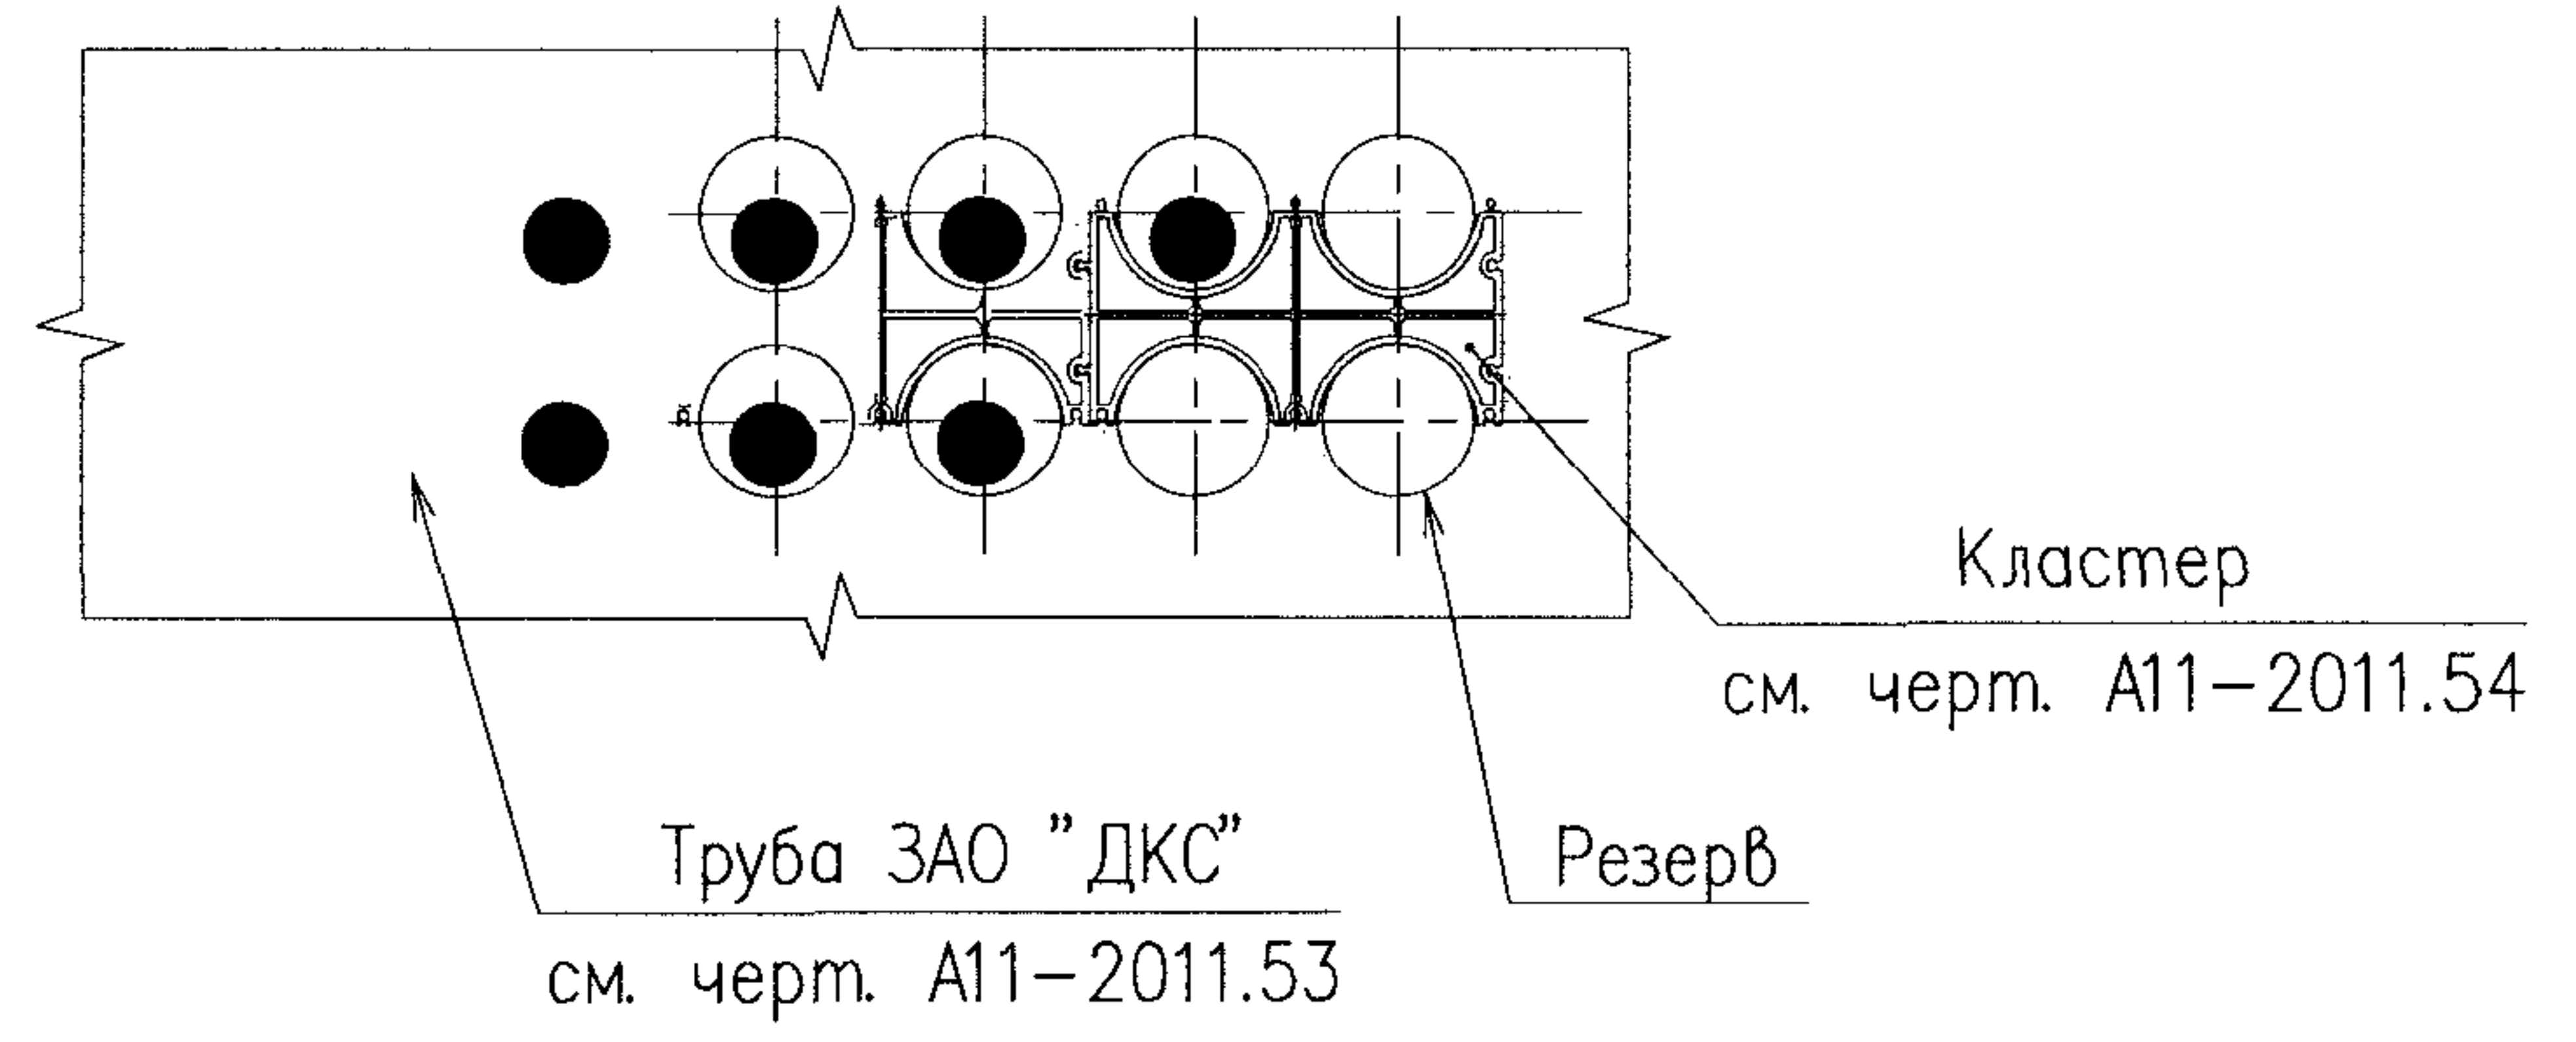 Кластер
см. черт. А11-2011.54
Труба ЗАО "ДКС"
см. черт. А11-2011.53
Резерв